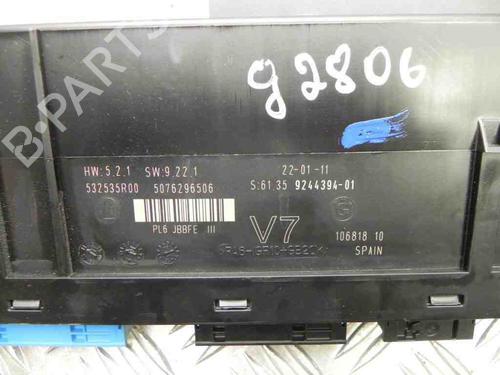 B-PARTS
g2806
HW:5.2.1 SW:9.22.1 22-01-11
532535R00 5076296506 S:61.35 9244394-01
PL6 JBBFE III V7 106818 10
SPAIN